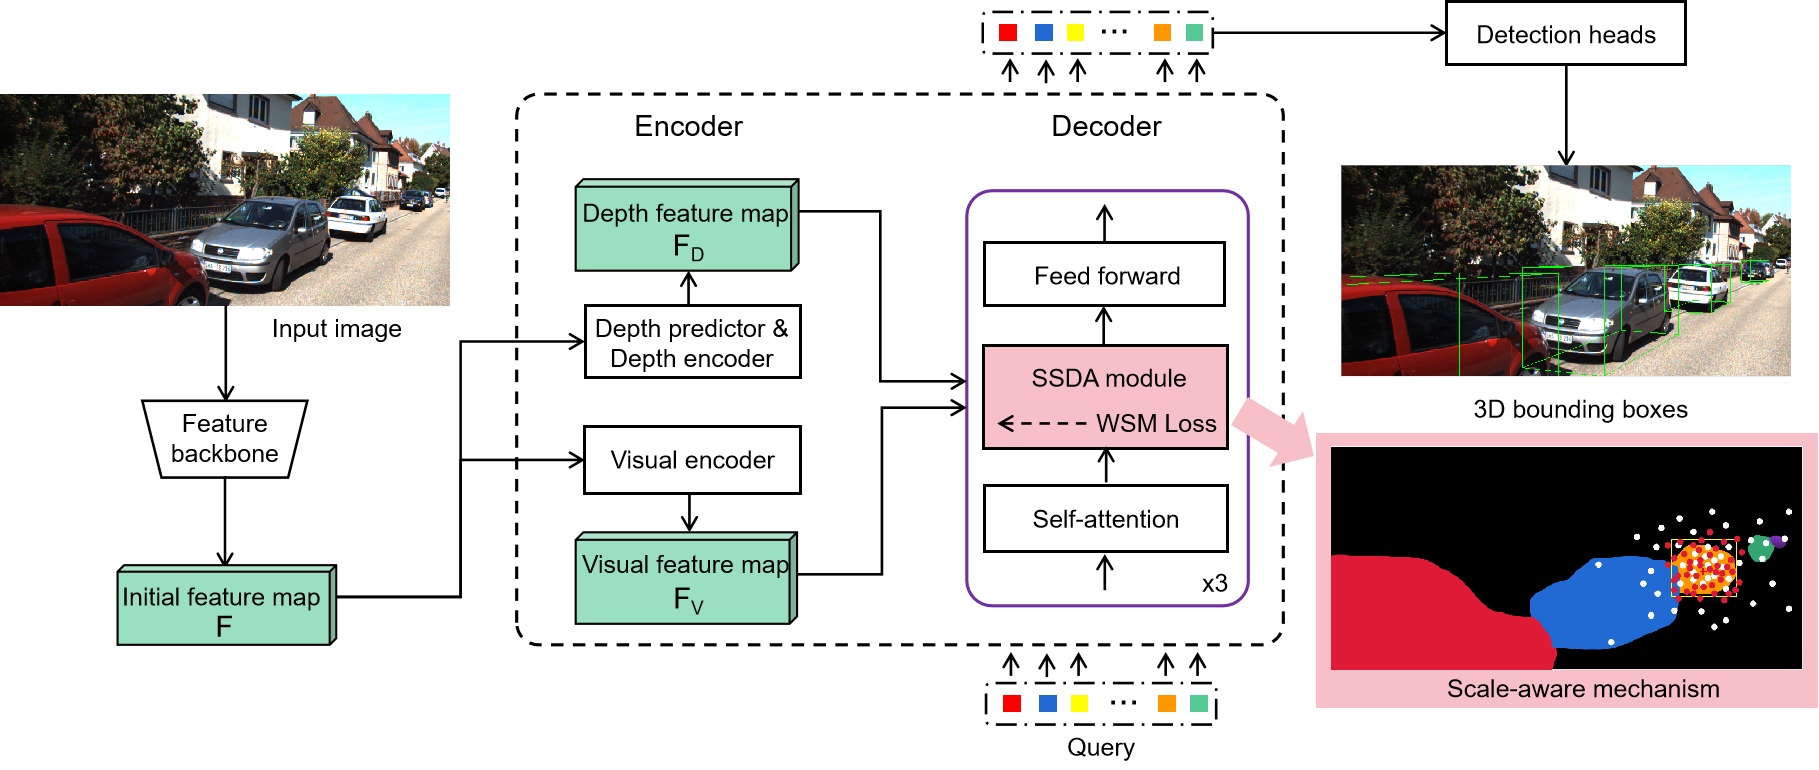 Input image
Feature
backbone
Initial feature map
F
Encoder
Depth feature map
F_D
Depth predictor &
Depth encoder
Visual encoder
Visual feature map
F_V
Decoder
Feed forward
SSDA module
WSM Loss
Self-attention
x3
...
Query
...
Detection heads
3D bounding boxes
Scale-aware mechanism